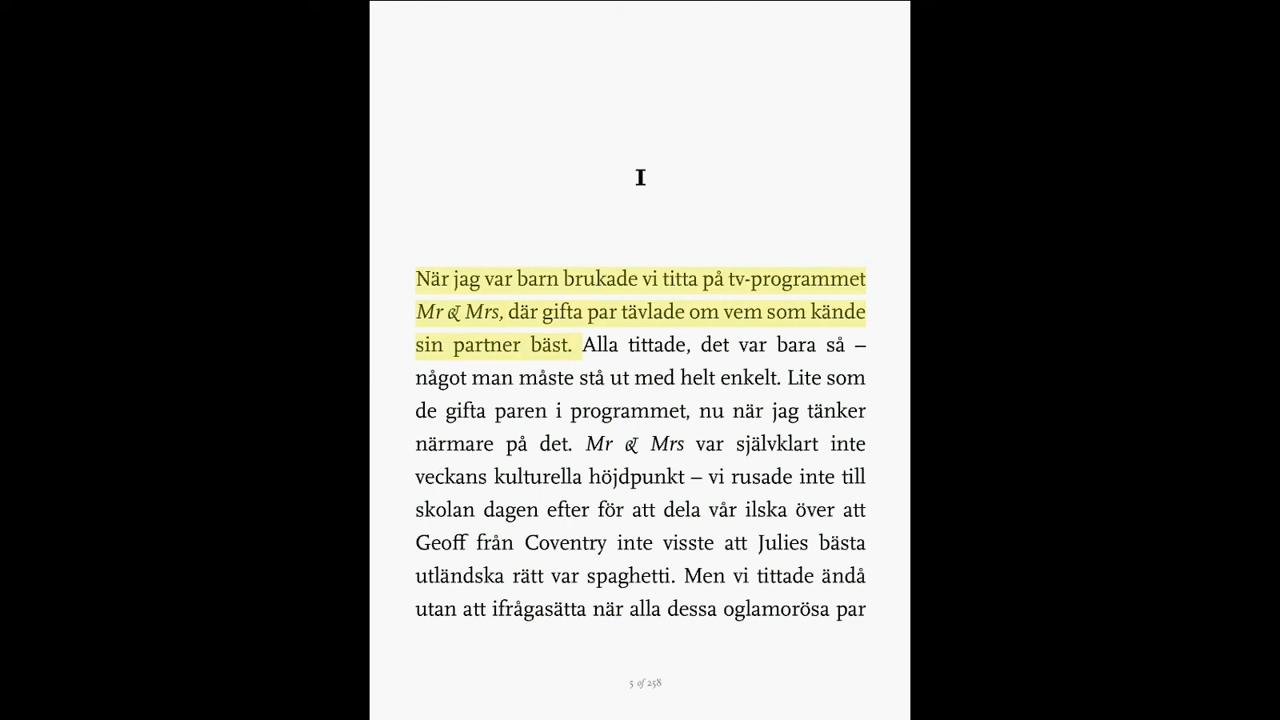 I
När jag var barn brukade vi titta på tv-programmet
Mr & Mrs, där gifta par tävlade om vem som kände
sin partner bäst. Alla tittade, det var bara så –
något man måste stå ut med helt enkelt. Lite som
de gifta paren i programmet, nu när jag tänker
närmare på det. Mr & Mrs var självklart inte
veckans kulturella höjdpunkt – vi rusade inte till
skolan dagen efter för att dela vår ilska över att
Geoff från Coventry inte visste att Julies bästa
utländska rätt var spaghetti. Men vi tittade ändå
utan att ifrågasätta när alla dessa oglamorösa par
5 of 258